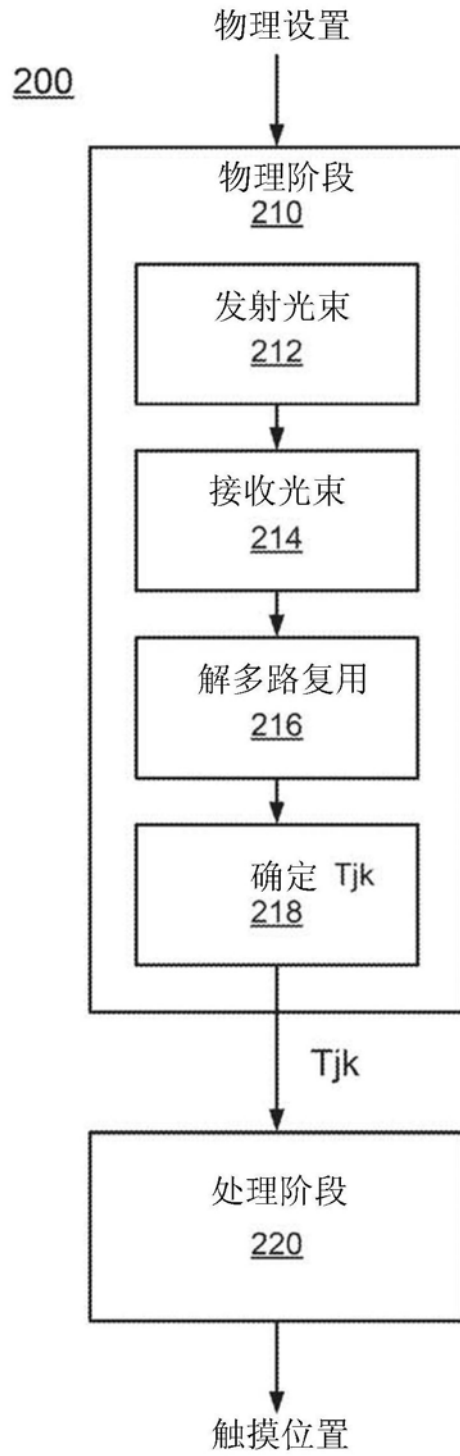 物理设置
200
物理阶段
210
发射光束
212
接收光束
214
解多路复用
216
确定 Tjk
218
Tjk
处理阶段
220
触摸位置